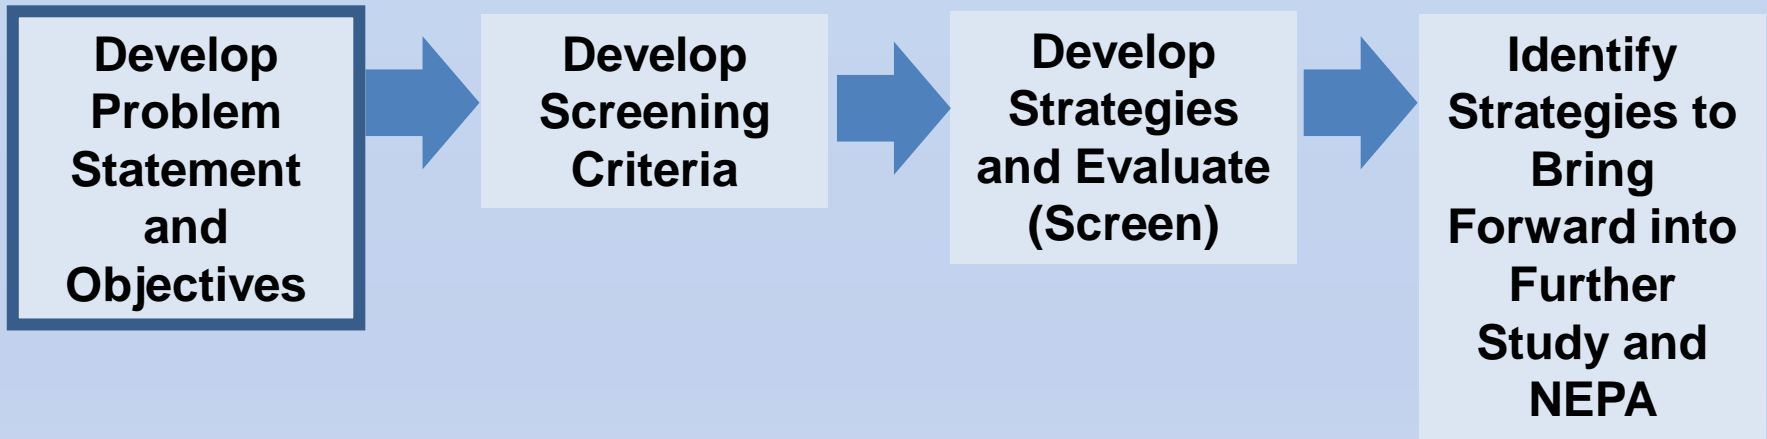 Develop
Problem
Statement
and
Objectives
Develop
Screening
Criteria
Develop
Strategies
and Evaluate
(Screen)
Identify
Strategies to
Bring
Forward into
Further
Study and
NEPA